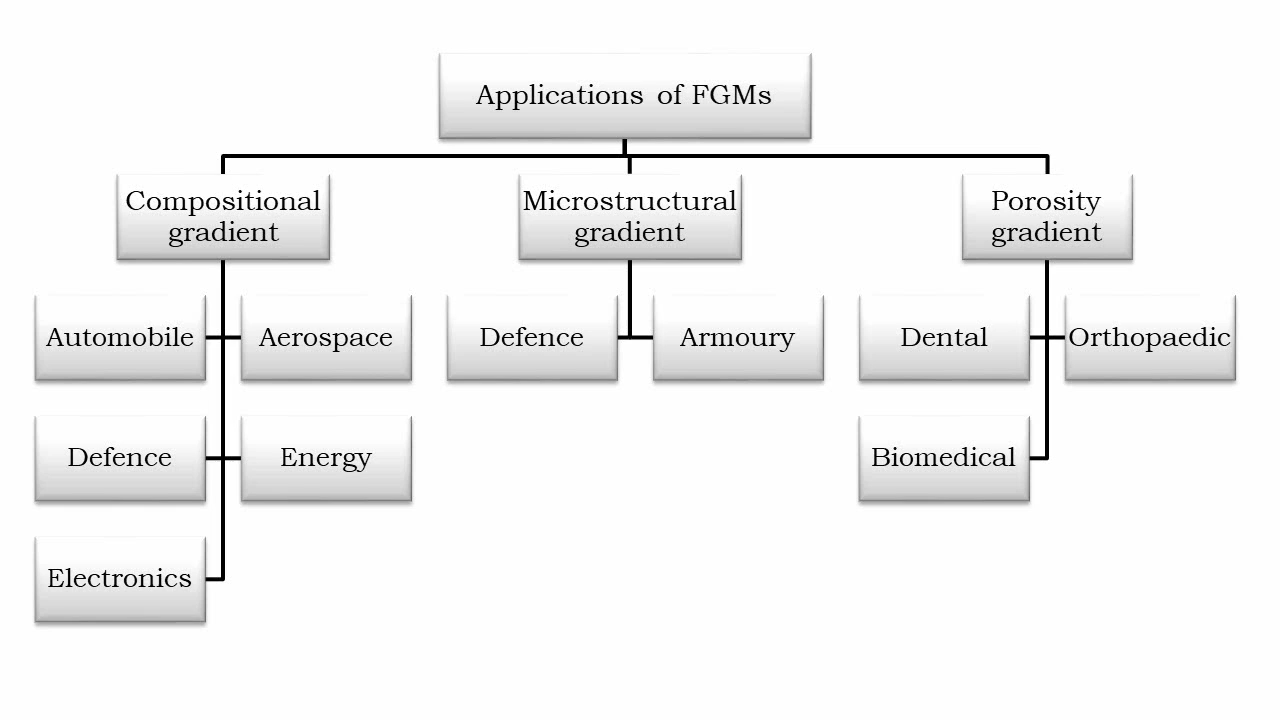 Applications of FGMs
Compositional
gradient
Microstructural
gradient
Porosity
gradient
Automobile
Aerospace
Defence
Armoury
Dental
Orthopaedic
Defence
Energy
Biomedical
Electronics